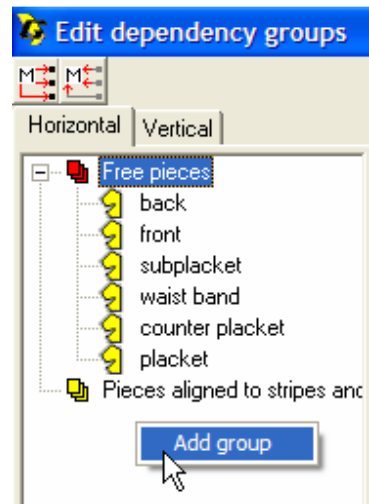 Edit dependency groups
M M
Horizontal Vertical
Free pieces
back
front
subplacket
waist band
counter placket
placket
Pieces aligned to stripes and
Add group